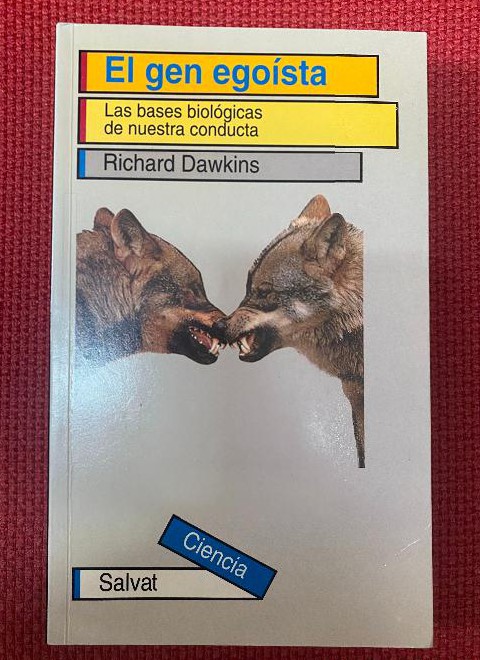 El gen egoísta
Las bases biológicas
de nuestra conducta
Richard Dawkins
Ciencia
Salvat